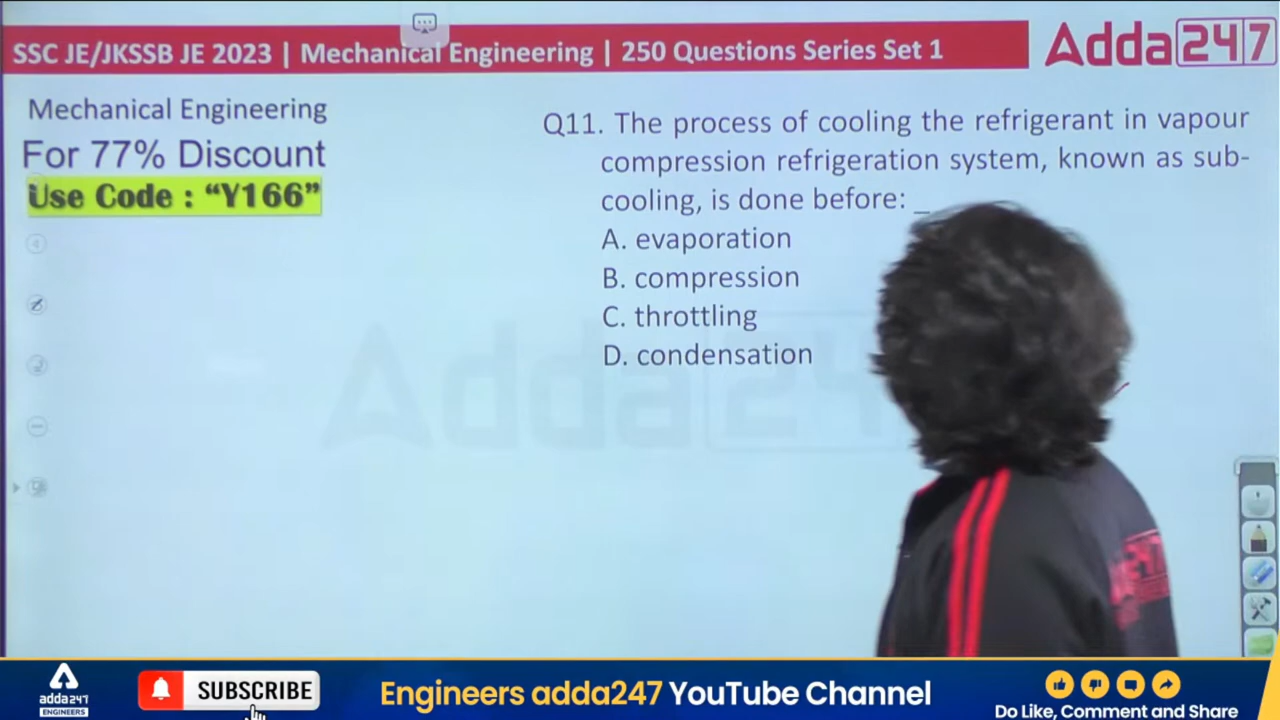 SSC JE/JKSSB JE 2023 | Mechanical Engineering | 250 Questions Series Set 1
Adda247
Mechanical Engineering
For 77% Discount
Use Code : “Y166”
Q11. The process of cooling the refrigerant in vapour
compression refrigeration system, known as sub-
cooling, is done before: _
A. evaporation
B. compression
C. throttling
D. condensation
Adda247
adda247
ENGINEERS
SUBSCRIBE
Engineers adda247 YouTube Channel
Do Like, Comment and Share